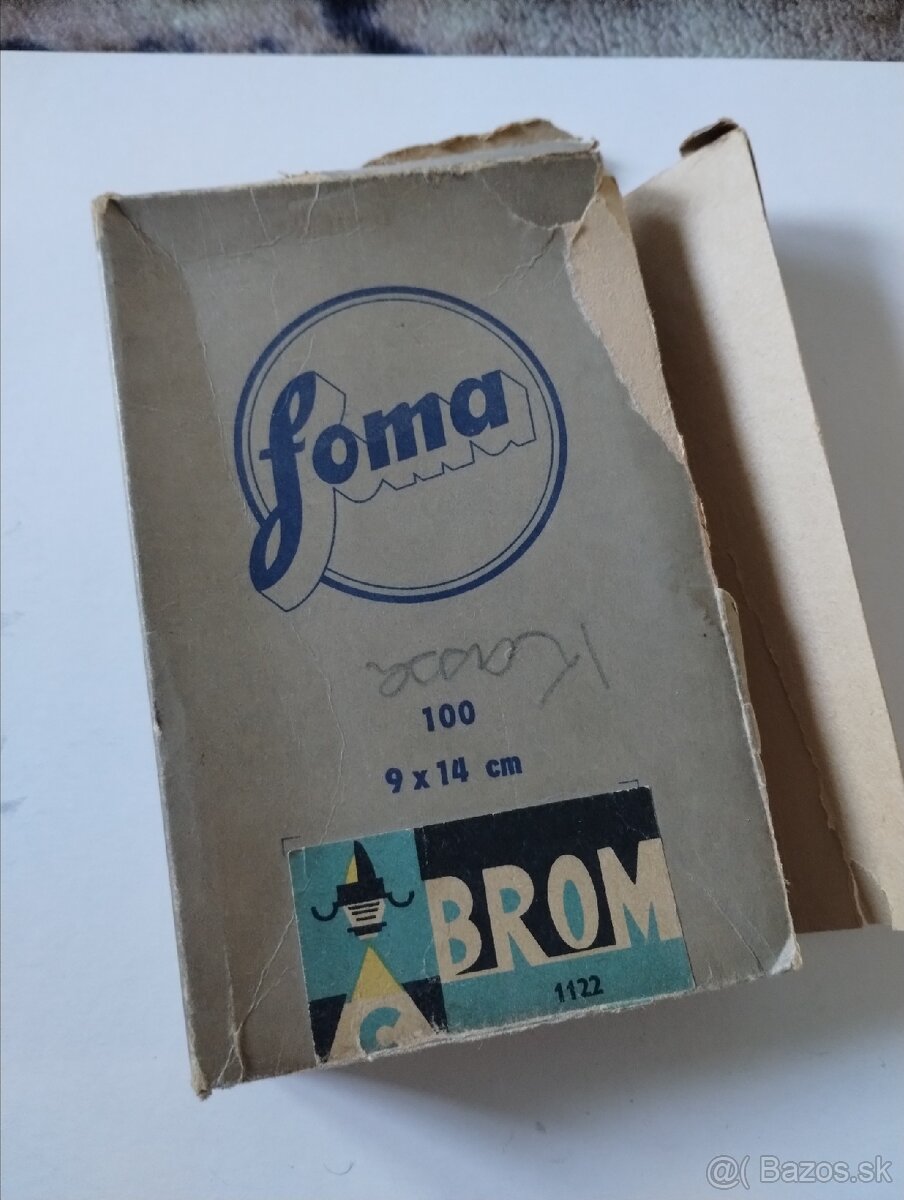 foma
100
9 x 14 cm
BROM
1122
C
@( Bazos.sk